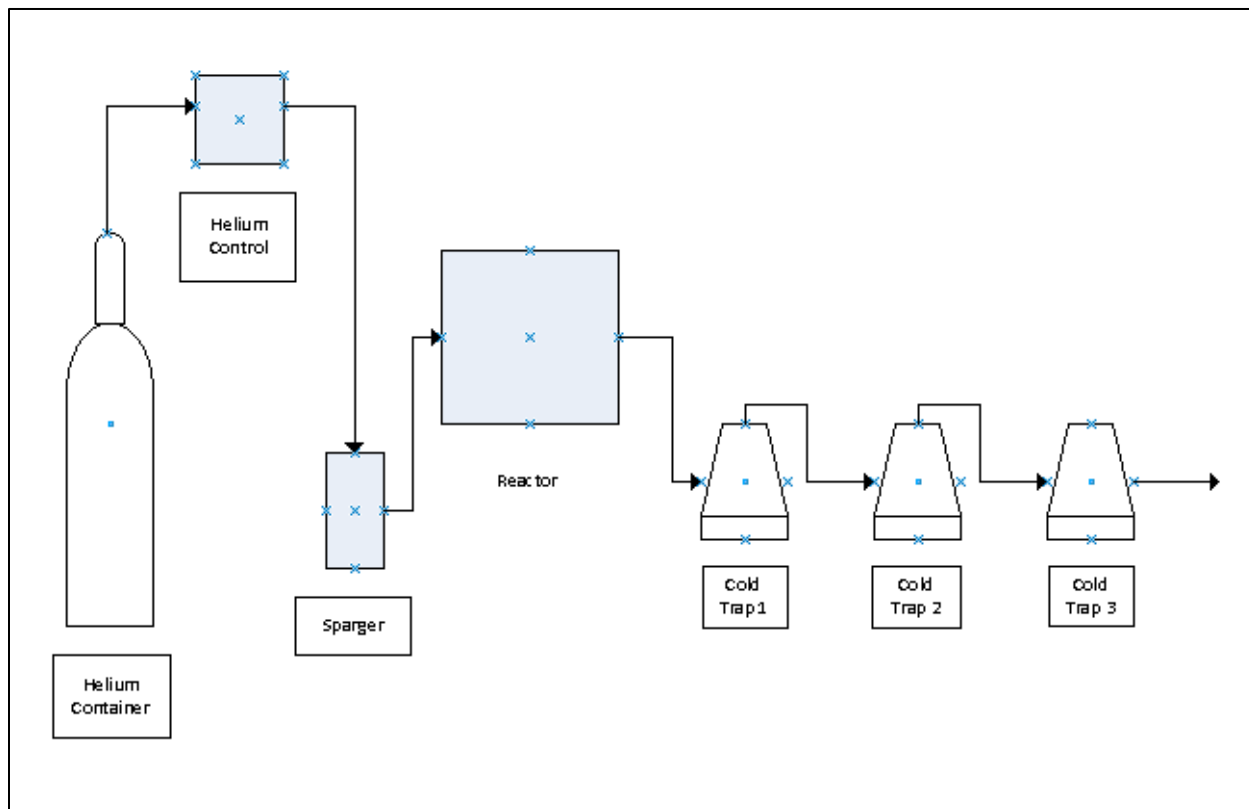 Helium
Control
Reactor
Sparger
Cold
Trap 1
Cold
Trap 2
Cold
Trap 3
Helium
Container